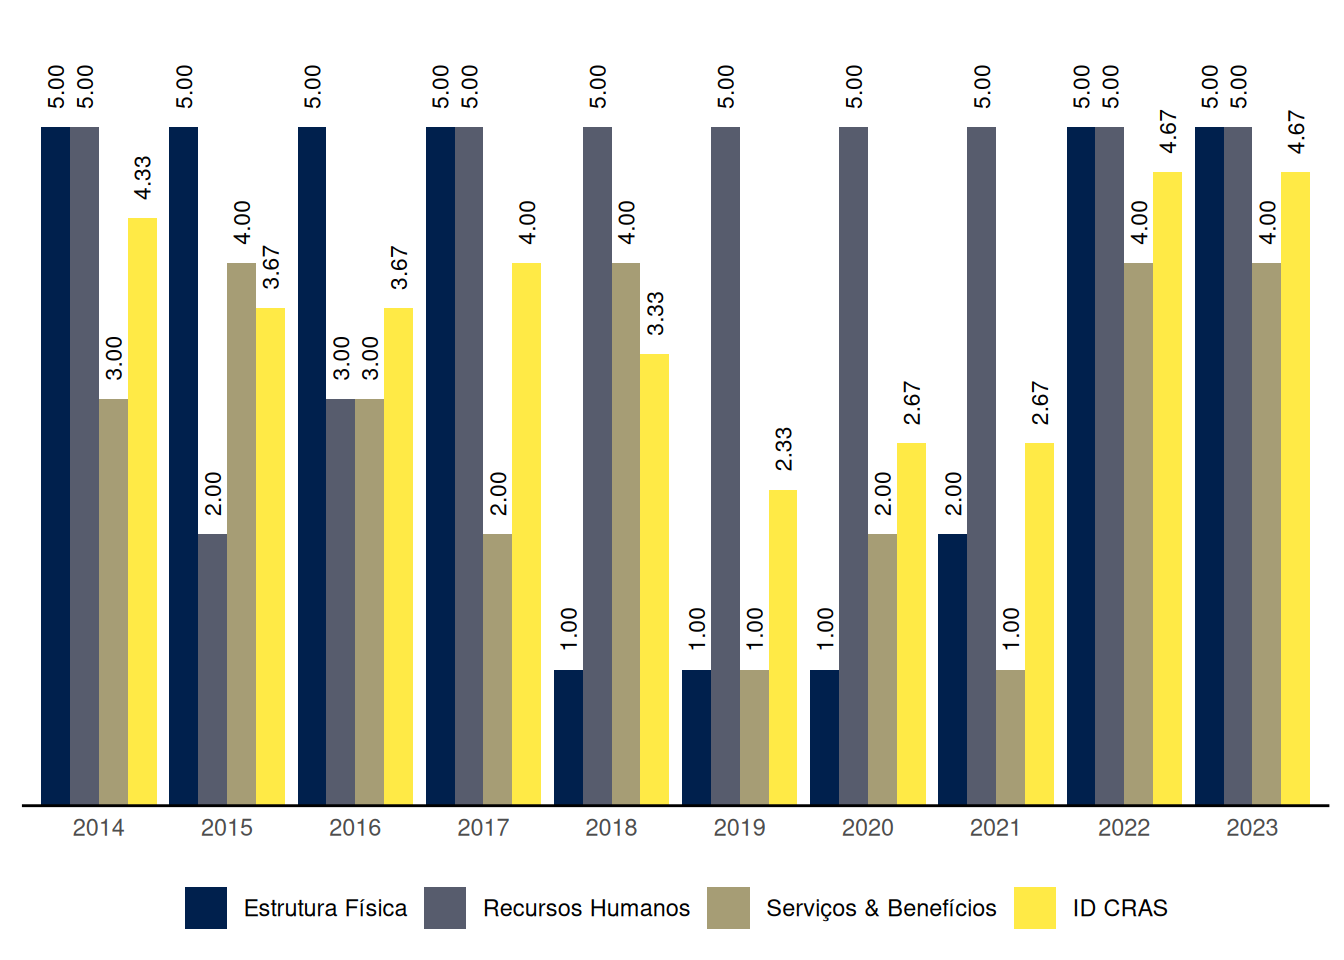 5.00 5.00 3.00 4.33
5.00 2.00 4.00 3.67
5.00 3.00 3.00 3.67
5.00 5.00 2.00 4.00
1.00 5.00 4.00 3.33
1.00 5.00 1.00 2.33
1.00 5.00 2.00 2.67
2.00 5.00 1.00 2.67
5.00 5.00 4.00 4.67
5.00 5.00 4.00 4.67
2014 2015 2016 2017 2018 2019 2020 2021 2022 2023
Estrutura Física Recursos Humanos Serviços & Benefícios ID CRAS